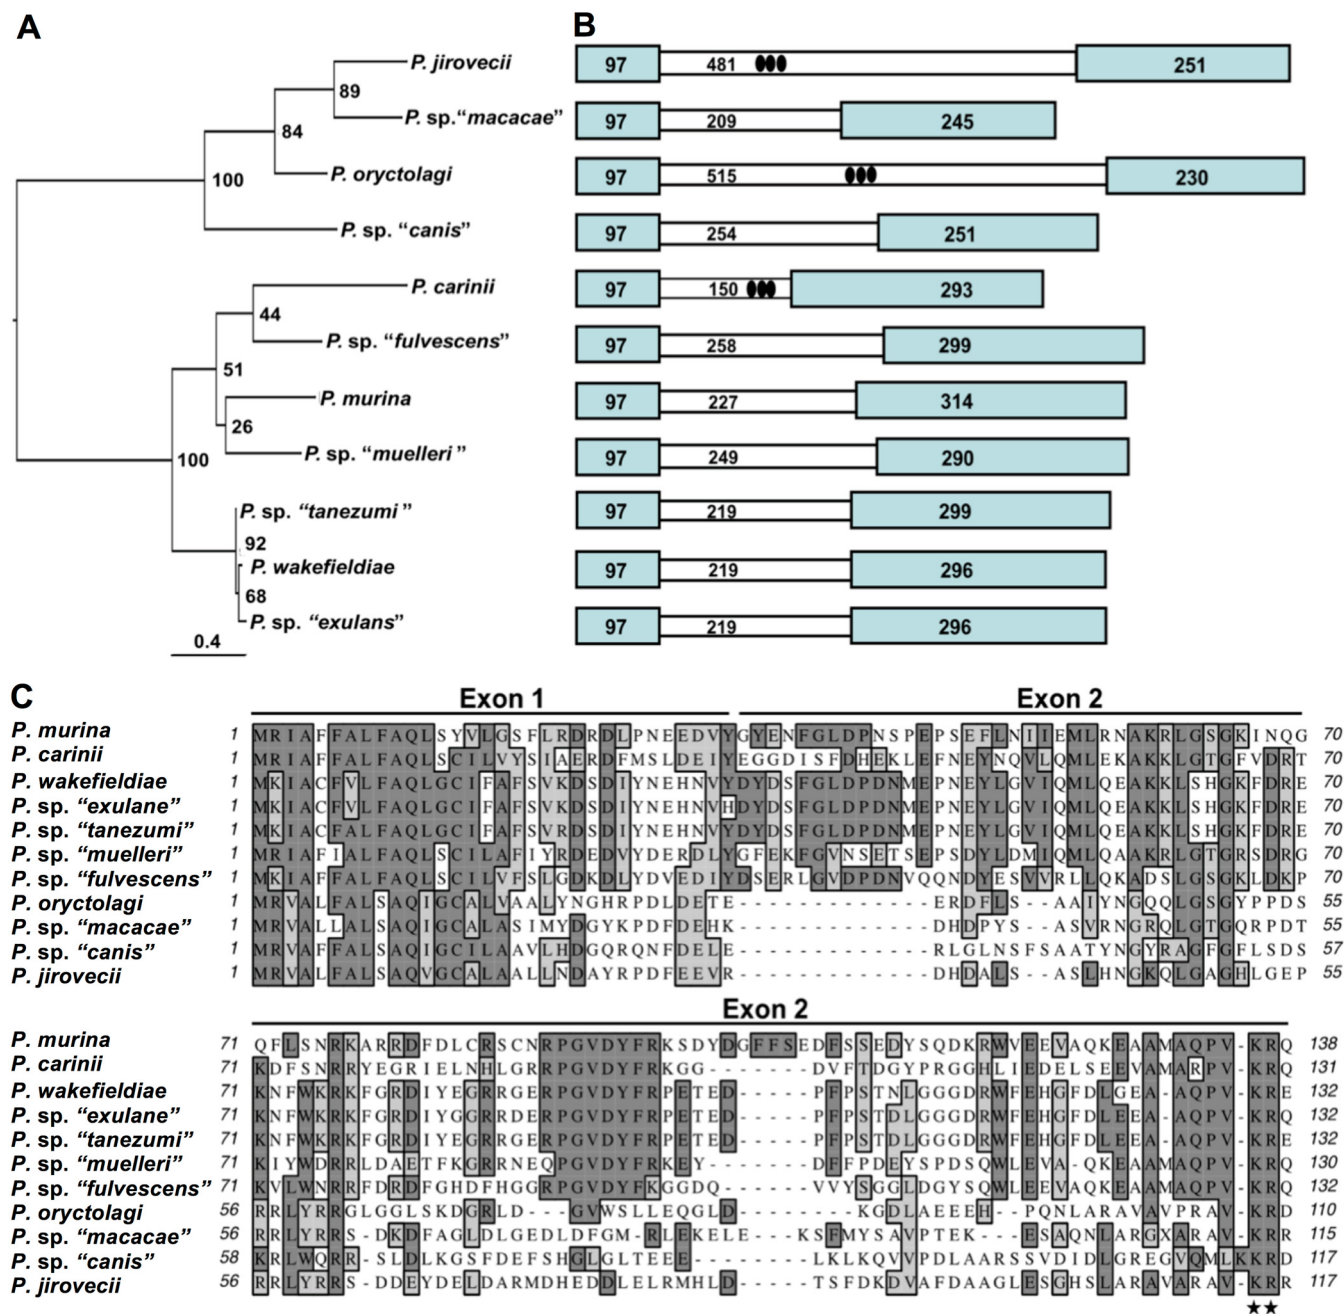 A
B
P. jirovecii
97 481 251
89
P. sp."macacae"
97 209 245
84
P. oryctolagi
97 515 230
100
P. sp. "canis"
97 254 251
P. carinii
97 150 293
44
P. sp. "fulvescens"
97 258 299
51
P. murina
97 227 314
26
P. sp. "muelleri"
97 249 290
100
P. sp. "tanezumi"
97 219 299
92
P. wakefieldiae
97 219 296
68
P. sp. "exulans"
97 219 296
0.4
C
Exon 1 Exon 2
P. murina 1 MRIAFFALFAQLSYVLGSFLRDRDLPNEEDVYGYENFGLDPNSPEPSEFLNIIEMLRNAKRLGSGKINQG 70
P. carinii 1 MRIAFFALFAQLSCILVYSIAERDFMSLDEIYEGGDISFDHEKLEFNEYNQVLQMLEKAKKLGTGFVDRT 70
P. wakefieldiae 1 MKIACFVLFAQLGCIFAFSVKDSDIYNEHNVYDYDSFGLDPDNMEPNEYLGVIQMLQEAKKLSHGKFDRE 70
P. sp. "exulane" 1 MKIACFVLFAQLGCIFAFSVKDSDIYNEHNVHDYDSFGLDPDNMEPNEYLGVIQMLQEAKKLSHGKFDRE 70
P. sp. "tanezumi" 1 MKIACFALFAQLGCIFAFSVRDSDIYNEHNVYDYDSFGLDPDNMEPNEYLGVIQMLQEAKKLSHGKFDRE 70
P. sp. "muelleri" 1 MRIAFIALFAQLSCILAFIYRDEDVYDERDLYGFEKFGVNSETSEPSDYLDMIQMLQAAKRLGTGRSDRG 70
P. sp. "fulvescens" 1 MKIAFFALFAQLSCILVFSLGDKDLYDVEDIYDSERLGVDPDNVQQNDYESVVRLLQKADSLGSGKLDKP 70
P. oryctolagi 1 MRVALFALSAQIGCALVAALYNGHRPDLDETE-------------ERDFLS--AAIYNGQQLGSGYPPDS 55
P. sp. "macacae" 1 MRVALLALSAQIGCALASIMYDGYKPDFDEHK-------------DHDPYS--ASVRNGRQLGTGQRPDT 55
P. sp. "canis" 1 MRVAFFALSAQIGCILAAVLHDGQRQNFDELE-------------RLGLNSFSAATYNGYRAGFGFLSDS 57
P. jirovecii 1 MRVALFALSAQVGCALAALLNDAYRPDFEEVR-------------DHDALS--ASLHNGKQLGAGHLGEP 55
Exon 2
P. murina 71 QFLSNRKARRDFDLCRSCNRPGVDYFRKSDYDGFFSEDFSSEDYSQDKRWVEEVAQKEAAMAQPV-KRQ 138
P. carinii 71 KDFSNRRYEGRIELNHLGRRPGVDYFRKGG-------DVFTDGYPRGGHLIEDELSEEVAMARPV-KRQ 131
P. wakefieldiae 71 KNFWKRKFGRDIYEGRRGERPGVDYFRPETED-----PFPSTNLGGGDRWFEHGFDLGEA-AQPV-KRQ 132
P. sp. "exulane" 71 KNFWKRKFGRDIYEGRRDERPGVDYFRPETED-----PFPSTDLGGGDRWFEHGFDLEEA-AQPV-KRQ 132
P. sp. "tanezumi" 71 KNFWKRKFGRDIYEGRRGERPGVDYFRPETED-----PFPSTDLGGGDRWFEHGFDLEEA-AQPV-KRE 132
P. sp. "muelleri" 71 KIYWDRRLDAETFKGRRNEQPGVDYFRKEY-------DFFPDEYSPDSQWLEVA-QKEAAMAQPV-KRQ 130
P. sp. "fulvescens" 71 KVLWNRRFDRDFGHDFHGGRPGVDYFKGGDQ------VVYSGGLDGYSQWLEEVAQKEAAMAQPV-KRQ 132
P. oryctolagi 56 RRLYRRGLGGLSKDGRLD---GVWSLLEQGLD--------KGDLAEEEH-PQNLARAVAVPRAV-KRD 110
P. sp. "macacae" 56 RRLYRRS-DKDFAGLDLGEDLDFGM-RLEKELE---KSFMYSAVPTEK---ESAQNLARGXARAV-KRR 115
P. sp. "canis" 58 KRLWQRR-SLDLKGSFDEFSHGLGLTEEE--------LKQVVPDLAARSSVDIDLGREGVQMLKKRD 117
P. jirovecii 56 RRLYRRS-DDEYDELDARMDHEDDLELRMHLD-----TSFDKDVAFDAAGLESGHSLARAVARAV-KRR 117
★★